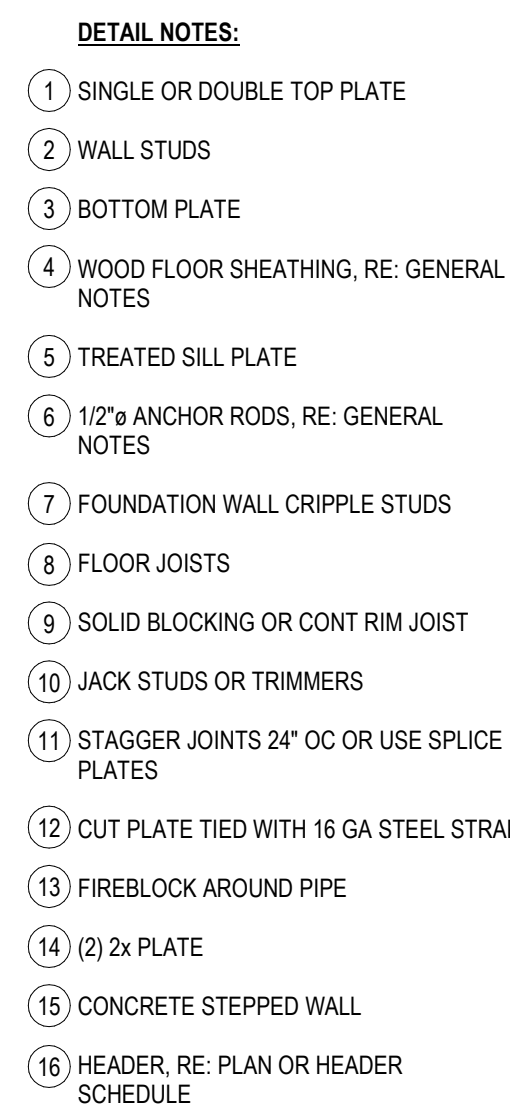 DETAIL NOTES:
1 SINGLE OR DOUBLE TOP PLATE
2 WALL STUDS
3 BOTTOM PLATE
4 WOOD FLOOR SHEATHING, RE: GENERAL
NOTES
5 TREATED SILL PLATE
6 1/2"ø ANCHOR RODS, RE: GENERAL
NOTES
7 FOUNDATION WALL CRIPPLE STUDS
8 FLOOR JOISTS
9 SOLID BLOCKING OR CONT RIM JOIST
10 JACK STUDS OR TRIMMERS
11 STAGGER JOINTS 24" OC OR USE SPLICE
PLATES
12 CUT PLATE TIED WITH 16 GA STEEL
13 FIREBLOCK AROUND PIPE
14 (2) 2x PLATE
15 CONCRETE STEPPED WALL
16 HEADER, RE: PLAN OR HEADER
SCHEDULE